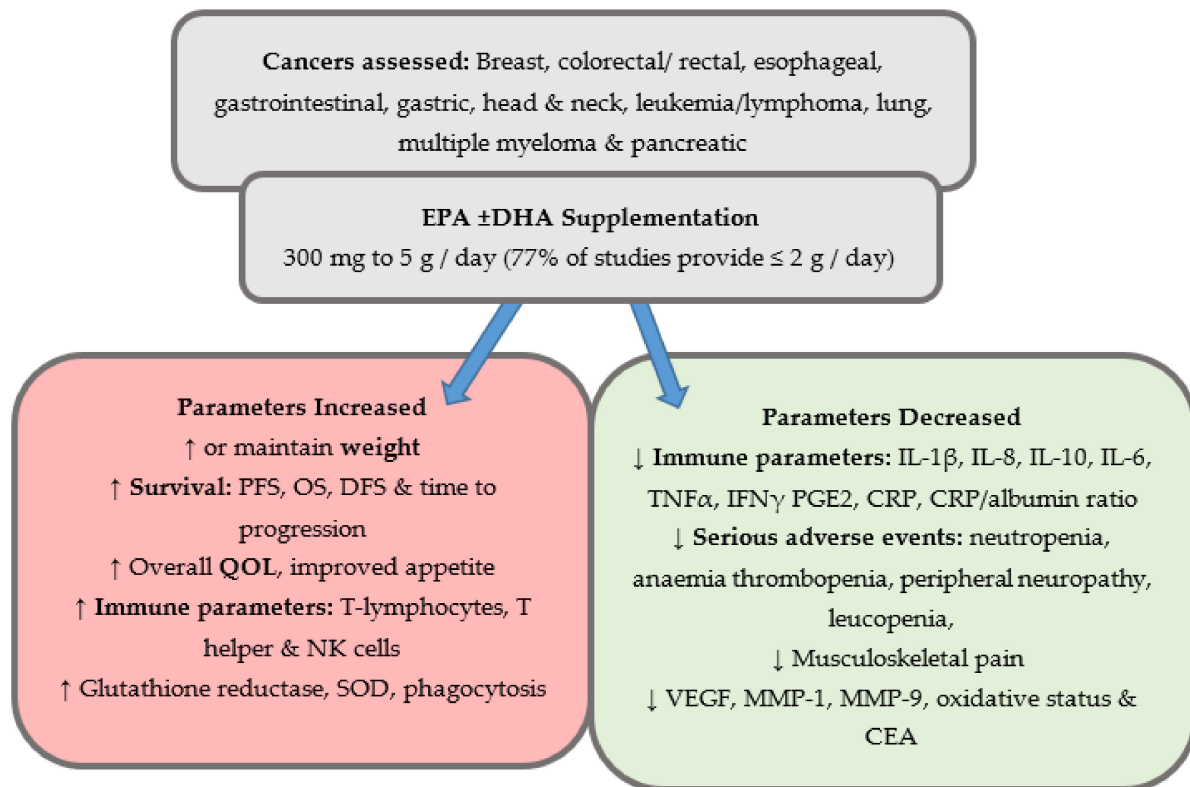 Cancers assessed: Breast, colorectal/ rectal, esophageal,
gastrointestinal, gastric, head & neck, leukemia/lymphoma, lung,
multiple myeloma & pancreatic
EPA ±DHA Supplementation
300 mg to 5 g / day (77% of studies provide ≤ 2 g / day)
Parameters Increased
↑ or maintain weight
↑ Survival: PFS, OS, DFS & time to
progression
↑ Overall QOL, improved appetite
↑ Immune parameters: T-lymphocytes, T
helper & NK cells
↑ Glutathione reductase, SOD, phagocytosis
Parameters Decreased
↓ Immune parameters: IL-1β, IL-8, IL-10, IL-6,
TNFα, IFNγ PGE2, CRP, CRP/albumin ratio
↓ Serious adverse events: neutropenia,
anaemia thrombopenia, peripheral neuropathy,
leucopenia,
↓ Musculoskeletal pain
↓ VEGF, MMP-1, MMP-9, oxidative status &
CEA